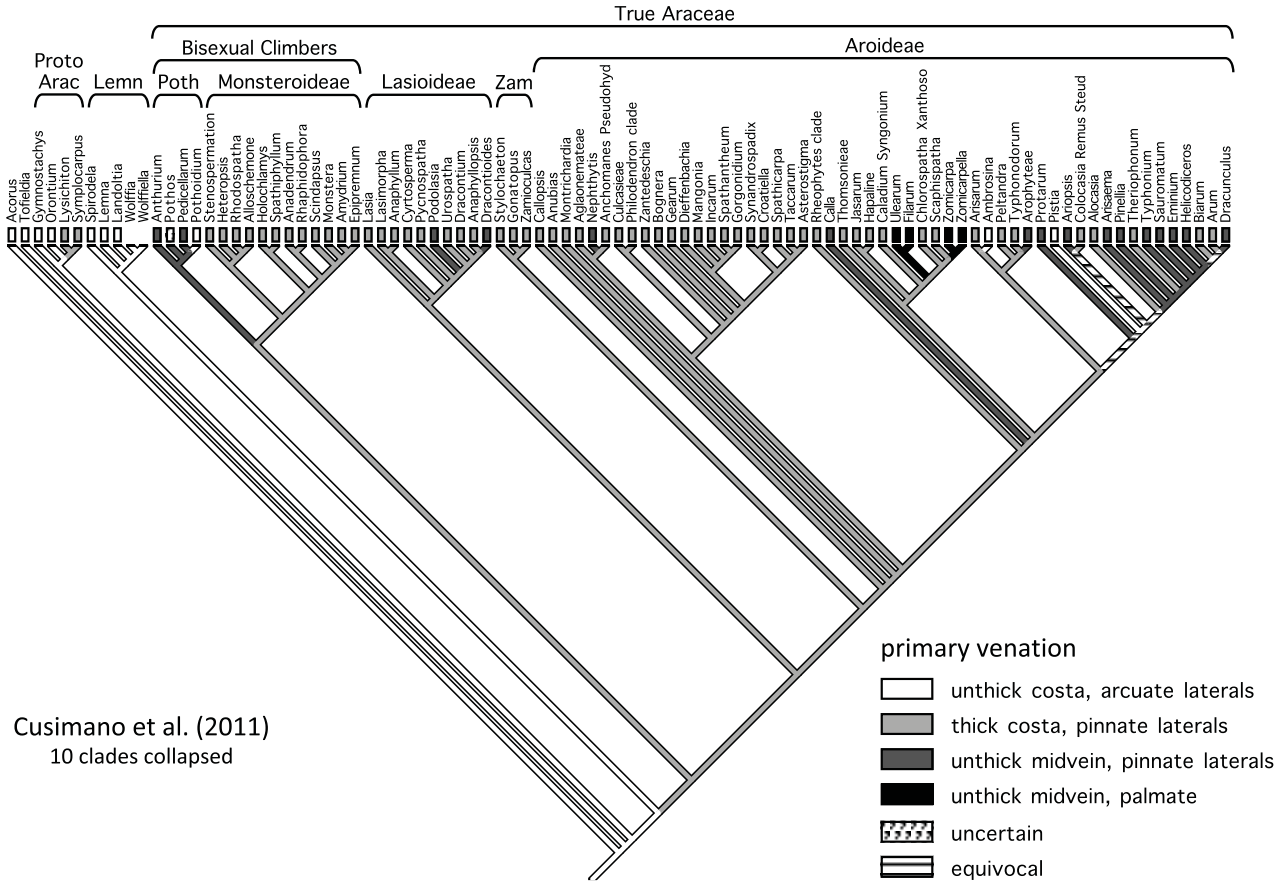 True Araceae
Bisexual Climbers
Aroideae
Proto
Arac
Lemn
Poth
Monsteroideae
Lasioideae
Zam
Acorus
Tofieldia
Gymnostachys
Orontium
Lysichiton
Symplocarpus
Spirodela
Lemna
Landoltia
Wolffia
Wolffiella
Anthurium
Pothos
Pedicellarum
Pothoidium
Stenospermation
Heteropsis
Rhodospatha
Alloschemone
Holochlamys
Spathiphyllum
Anadendrum
Rhaphidophora
Scindapsus
Monstera
Amydrium
Epipremnum
Lasia
Lasimorpha
Anaphyllum
Cyrtosperma
Pycnospatha
Podolasia
Urospatha
Dracontium
Anaphyllopsis
Dracontioides
Stylochaeton
Gonatopus
Zamioculcas
Callopsis
Anubias
Montrichardia
Aglaonemateae
Nephthytis
Anchomanes Pseudohyd
Culcasieae
Philodendron clade
Zantedeschia
Bognera
Gearum
Dieffenbachia
Mangonia
Incarum
Spathantheum
Gorgonidium
Synandrospadix
Croatiella
Spathicarpa
Taccarum
Asterostigma
Rheophytes clade
Calla
Thomsonieae
Jasarum
Hapaline
Caladium Syngonium
Ulearum
Filarum
Chlorospatha Xanthoso
Scaphispatha
Zomicarpa
Zomicarpella
Arisarum
Ambrosina
Peltandra
Typhonodorum
Arophyteae
Protarum
Pistia
Ariopsis
Colocasia Remus Steud
Alocasia
Arisaema
Pinellia
Theriophonum
Typhonium
Sauromatum
Eminium
Helicodiceros
Biarum
Arum
Dracunculus
primary venation
unthick costa, arcuate laterals
thick costa, pinnate laterals
unthick midvein, pinnate laterals
unthick midvein, palmate
uncertain
equivocal
Cusimano et al. (2011)
10 clades collapsed